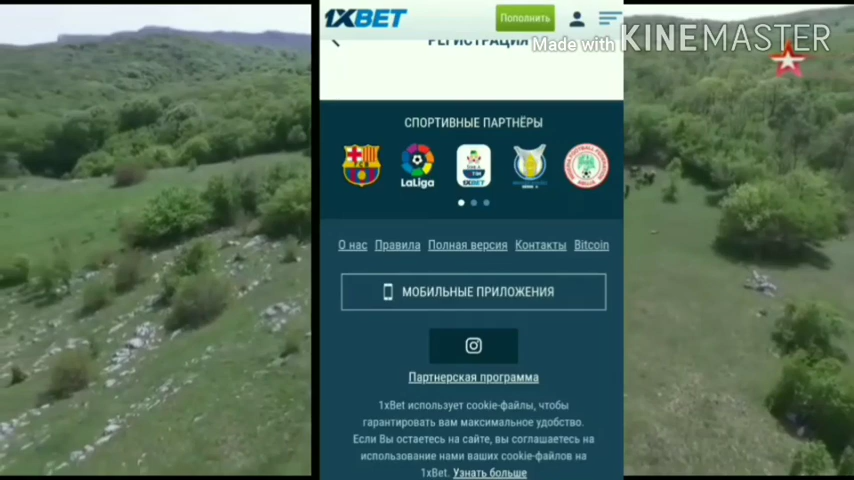 1XBET
Пополнить
РЕГИСТРАЦИЯ
Made with KINEMASTER
СПОРТИВНЫЕ ПАРТНЁРЫ
LaLiga
1XBET
О нас Правила Полная версия Контакты Bitcoin
МОБИЛЬНЫЕ ПРИЛОЖЕНИЯ
Партнерская программа
1xBet использует cookie-файлы, чтобы
гарантировать вам максимальное удобство.
Если Вы остаетесь на сайте, вы соглашаетесь на
использование нами ваших cookie-файлов на
1xBet. Узнать больше